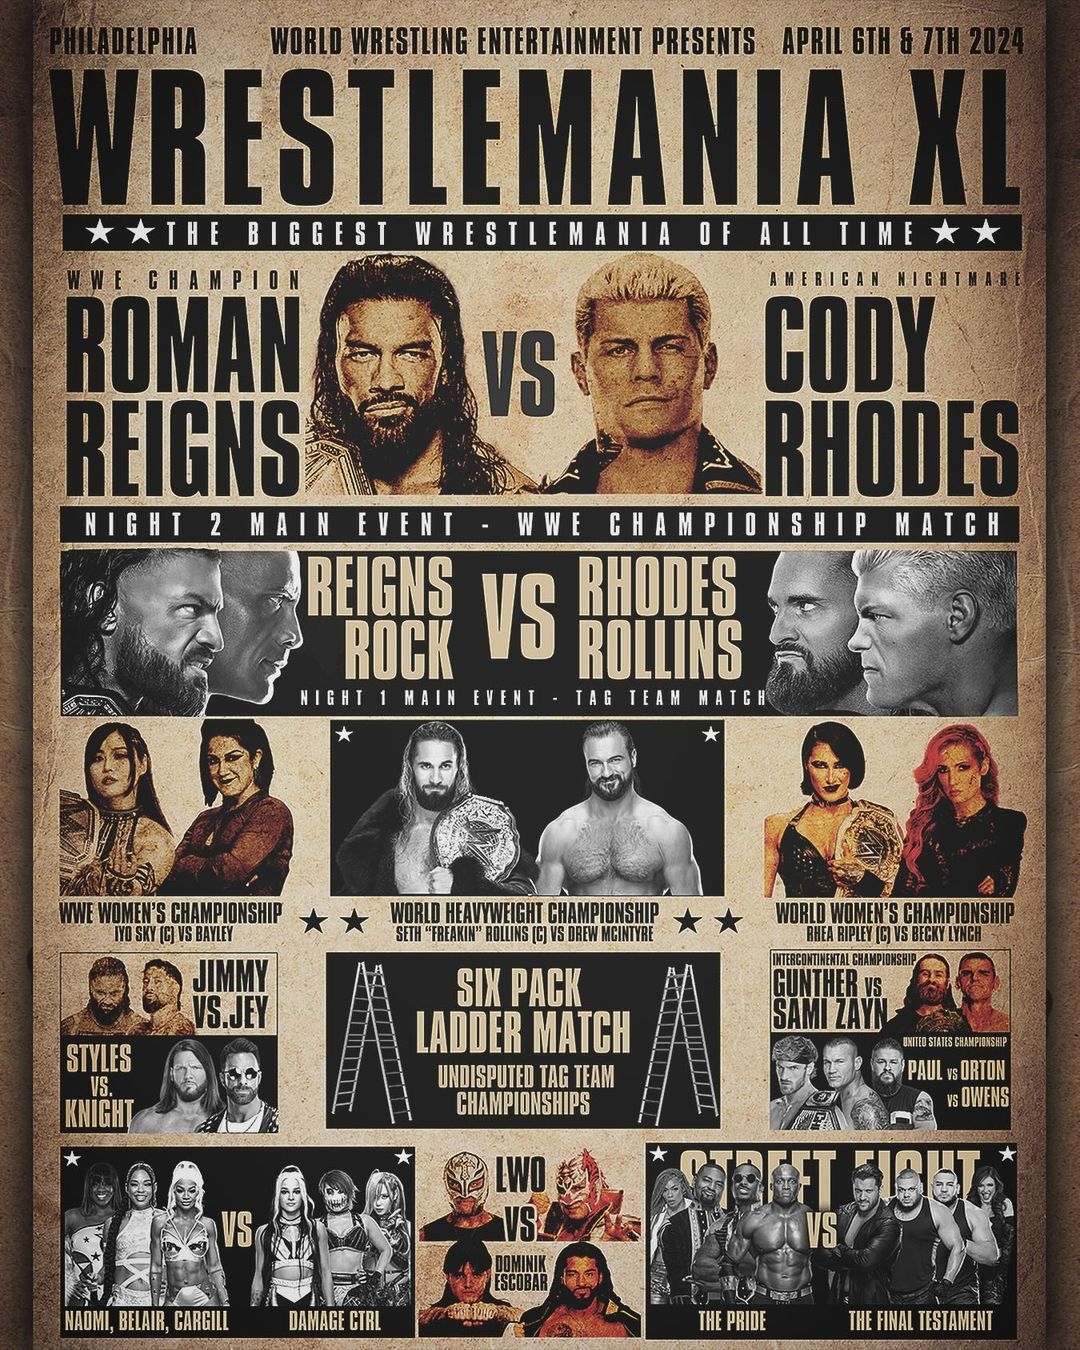 PHILADELPHIA WORLD WRESTLING ENTERTAINMENT PRESENTS APRIL 6TH & 7TH 2024
WRESTLEMANIA XL
THE BIGGEST WRESTLEMANIA OF ALL TIME
WWE CHAMPION
ROMAN
REIGNS
VS
AMERICAN NIGHTMARE
CODY
RHODES
NIGHT 2 MAIN EVENT - WWE CHAMPIONSHIP MATCH
REIGNS
ROCK
VS
RHODES
ROLLINS
NIGHT 1 MAIN EVENT - TAG TEAM MATCH
WWE WOMEN'S CHAMPIONSHIP
IYO SKY (C) VS BAYLEY
WORLD HEAVYWEIGHT CHAMPIONSHIP
SETH "FREAKIN" ROLLINS (C) VS DREW MCINTYRE
WORLD WOMEN'S CHAMPIONSHIP
RHEA RIPLEY (C) VS BECKY LYNCH
JIMMY
VS.JEY
STYLES
VS.
KNIGHT
SIX PACK
LADDER MATCH
UNDISPUTED TAG TEAM
CHAMPIONSHIPS
INTERCONTINENTAL CHAMPIONSHIP
GUNTHER VS
SAMI ZAYN
UNITED STATES CHAMPIONSHIP
PAUL VS ORTON
VS OWENS
VS
NAOMI, BELAIR, CARGILL DAMAGE CTRL
LWO
VS
DOMINIK
ESCOBAR
STREET FIGHT
VS
THE PRIDE THE FINAL TESTAMENT